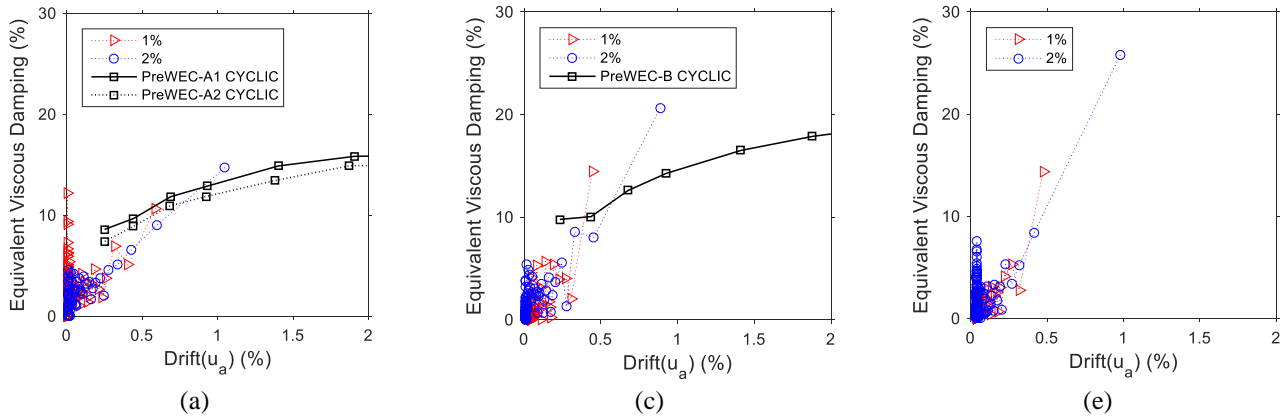 30
20
10
0
0
0.5
1
1.5
2
Equivalent Viscous Damping (%)
Drift(u_a) (%)
1%
2%
PreWEC-A1 CYCLIC
PreWEC-A2 CYCLIC
(a)
30
20
10
0
0
0.5
1
1.5
2
Equivalent Viscous Damping (%)
Drift(u_a) (%)
1%
2%
PreWEC-B CYCLIC
(c)
30
20
10
0
0
0.5
1
1.5
2
Equivalent Viscous Damping (%)
Drift(u_a) (%)
1%
2%
(e)